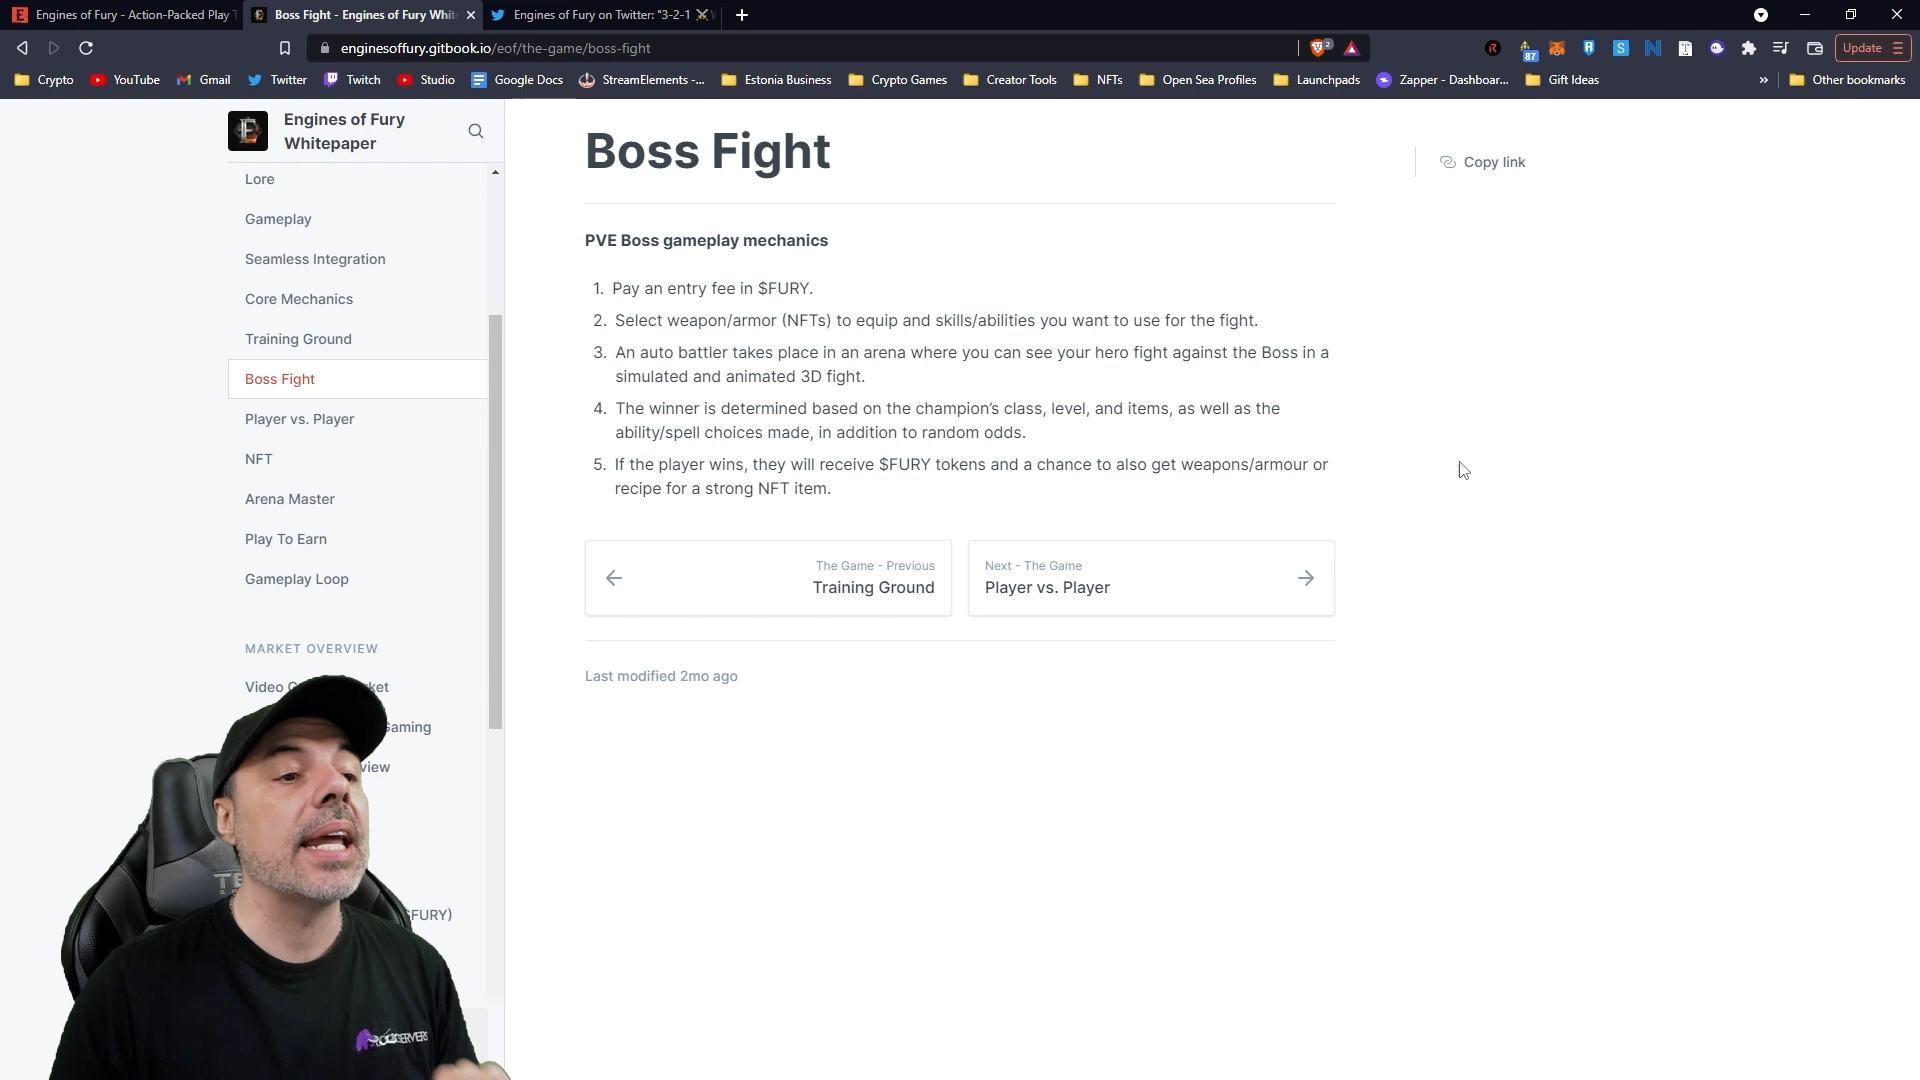 Engines of Fury - Action-Packed Play T
Boss Fight - Engines of Fury Whit
Engines of Fury on Twitter: "3-2-1 ⚔️
enginesoffury.gitbook.io/eof/the-game/boss-fight
2
87
Update
Crypto
YouTube
Gmail
Twitter
Twitch
Studio
Google Docs
StreamElements -...
Estonia Business
Crypto Games
Creator Tools
NFTs
Open Sea Profiles
Launchpads
Zapper - Dashboar...
Gift Ideas
»
Other bookmarks
Engines of Fury
Whitepaper
Lore
Gameplay
Seamless Integration
Core Mechanics
Training Ground
Boss Fight
Player vs. Player
NFT
Arena Master
Play To Earn
Gameplay Loop
MARKET OVERVIEW
Video
Boss Fight
Copy link
PVE Boss gameplay mechanics
1. Pay an entry fee in $FURY.
2. Select weapon/armor (NFTs) to equip and skills/abilities you want to use for the fight.
3. An auto battler takes place in an arena where you can see your hero fight against the Boss in a
simulated and animated 3D fight.
4. The winner is determined based on the champion's class, level, and items, as well as the
ability/spell choices made, in addition to random odds.
5. If the player wins, they will receive $FURY tokens and a chance to also get weapons/armour or
recipe for a strong NFT item.
The Game - Previous
Training Ground
Next - The Game
Player vs. Player
Last modified 2mo ago